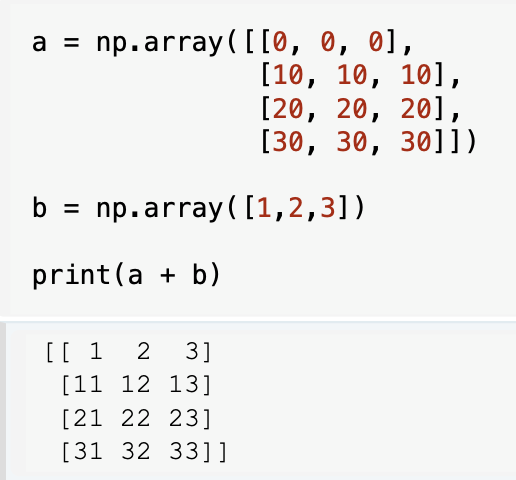 a = np.array([[0, 0, 0],
              [10, 10, 10],
              [20, 20, 20],
              [30, 30, 30]])
b = np.array([1,2,3])
print(a + b)
[[ 1  2  3]
 [11 12 13]
 [21 22 23]
 [31 32 33]]